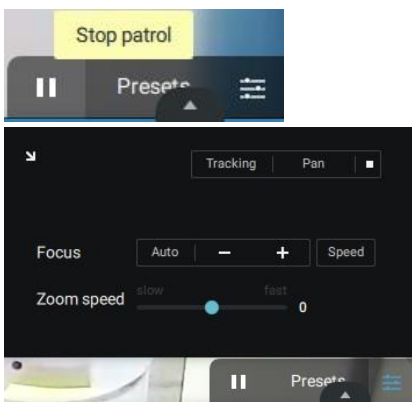 Stop patrol
Presets
Tracking Pan
Focus Auto − + Speed
slow fast
Zoom speed 0
Presets